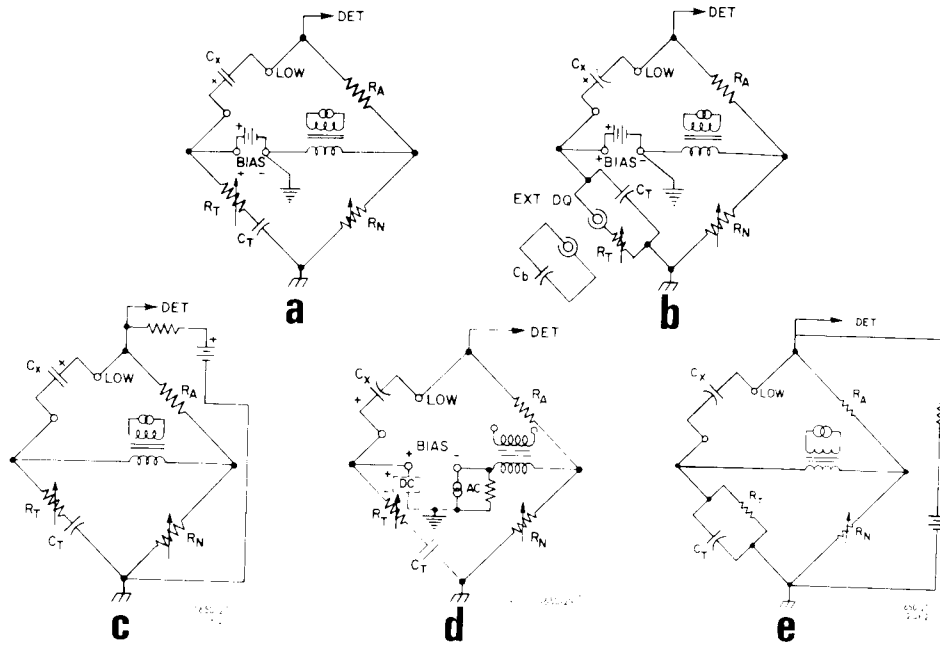 DET
Cx
+
LOW
RA
+
BIAS
+ -
RT
CT
RN
a
DET
Cx
+
LOW
RA
+ BIAS -
EXT DQ
CT
RT
Cb
RN
b
DET
+
Cx
+
LOW
RA
RT
CT
RN
c
DET
Cx
+
LOW
RA
BIAS
+ -
+
DC
AC
RT
CT
RN
d
DET
Cx
LOW
RA
RT
CT
RN
e